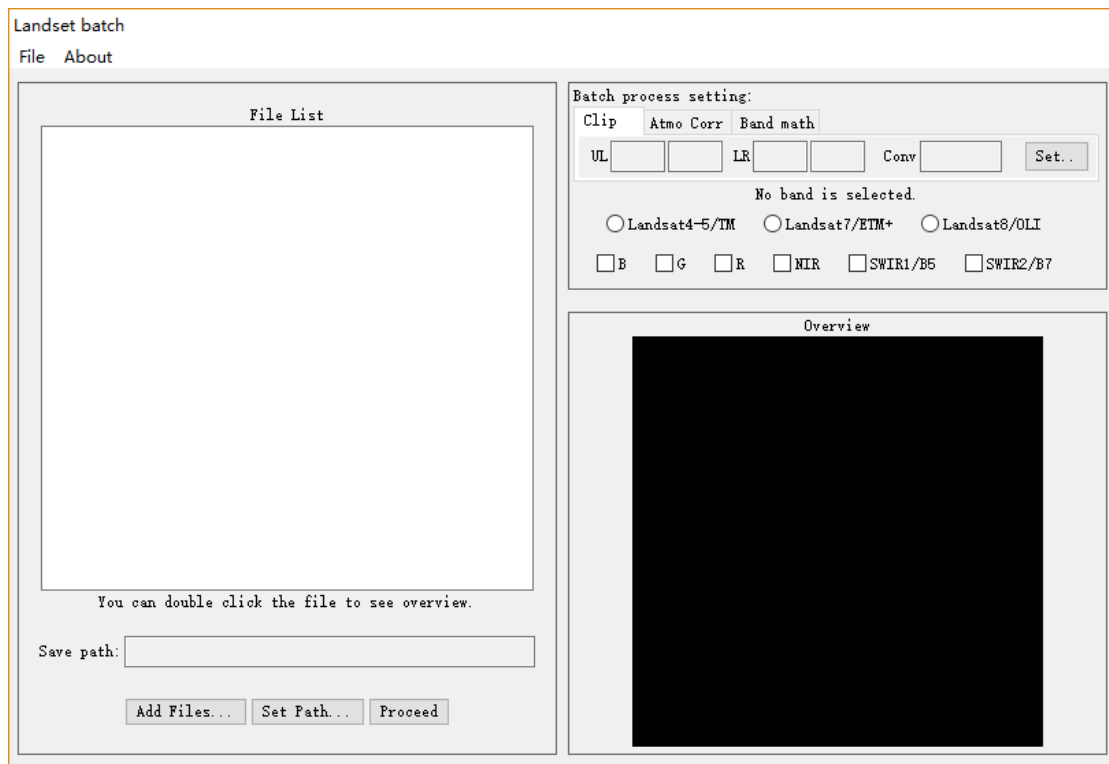 Landset batch
File About
File List
You can double click the file to see overview.
Save path:
Add Files... Set Path... Proceed
Batch process setting:
Clip Atmo Corr Band math
UL LR Conv Set..
No band is selected.
Landsat4-5/TM Landsat7/ETM+ Landsat8/OLI
B G R NIR SWIR1/B5 SWIR2/B7
Overview